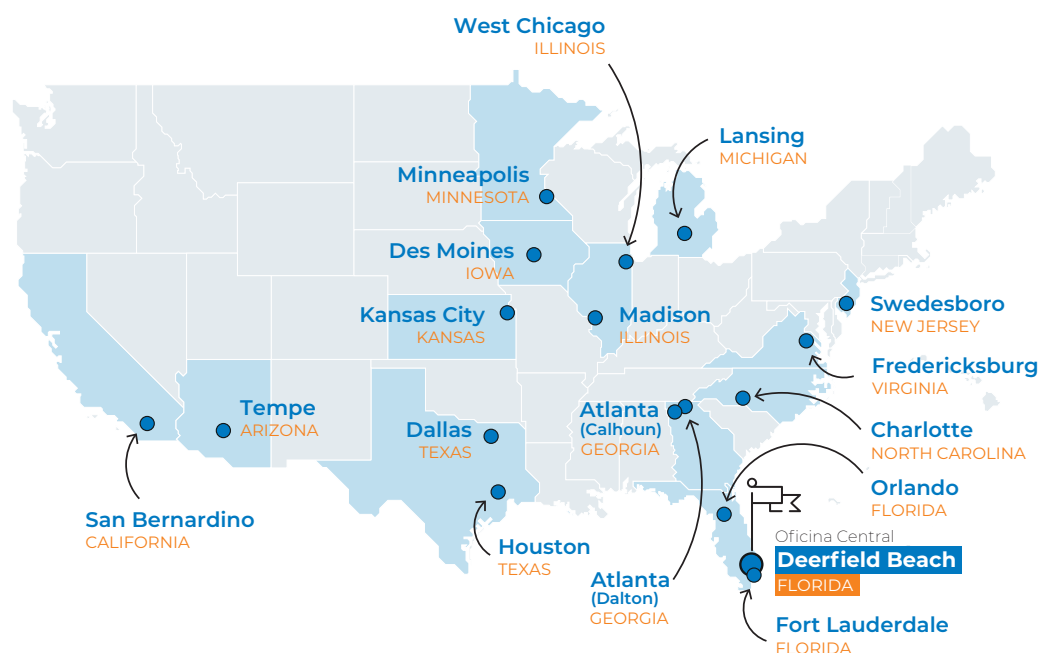 West Chicago
ILLINOIS
Lansing
MICHIGAN
Minneapolis
MINNESOTA
Des Moines
IOWA
Kansas City
KANSAS
Madison
ILLINOIS
Swedesboro
NEW JERSEY
Fredericksburg
VIRGINIA
Tempe
ARIZONA
Dallas
TEXAS
Atlanta
(Calhoun)
GEORGIA
Charlotte
NORTH CAROLINA
Orlando
FLORIDA
San Bernardino
CALIFORNIA
Houston
TEXAS
Atlanta
(Dalton)
GEORGIA
Oficina Central
Deerfield Beach
FLORIDA
Fort Lauderdale
FLORIDA